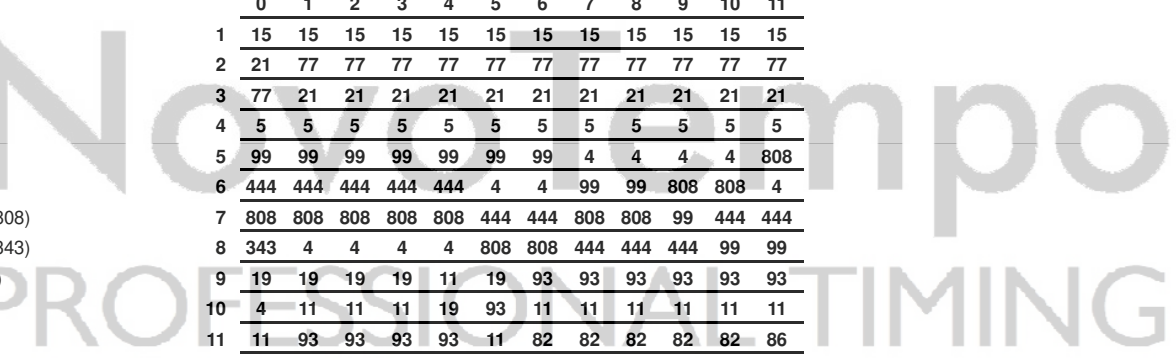 0 1 2 3 4 5 6 7 8 9 10 11
1 15 15 15 15 15 15 15 15 15 15 15 15
2 21 77 77 77 77 77 77 77 77 77 77 77
3 77 21 21 21 21 21 21 21 21 21 21 21
4 5 5 5 5 5 5 5 5 5 5 5 5
5 99 99 99 99 99 99 99 4 4 4 4 808
6 444 444 444 444 444 4 4 99 99 808 808 4
808) 7 808 808 808 808 808 444 444 808 808 99 444 444
343) 8 343 4 4 4 4 808 808 444 444 444 99 99
9 19 19 19 19 11 19 93 93 93 93 93 93
10 4 11 11 11 19 93 11 11 11 11 11 11
11 11 93 93 93 93 11 82 82 82 82 82 86
NovoTempo
PROFESSIONAL TIMING